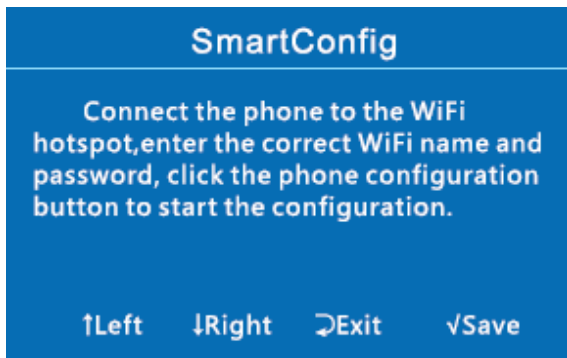 SmartConfig
Connect the phone to the WiFi
hotspot,enter the correct WiFi name and
password, click the phone configuration
button to start the configuration.
↑Left ↓Right ⊋Exit √Save